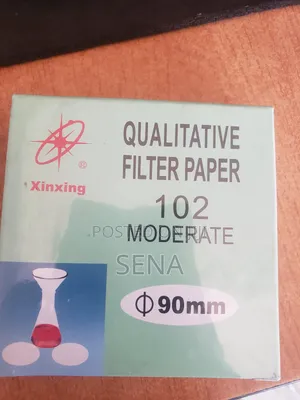 QUALITATIVE
FILTER PAPER
Xinxing
®
102
MODERATE
SENA
Φ90mm